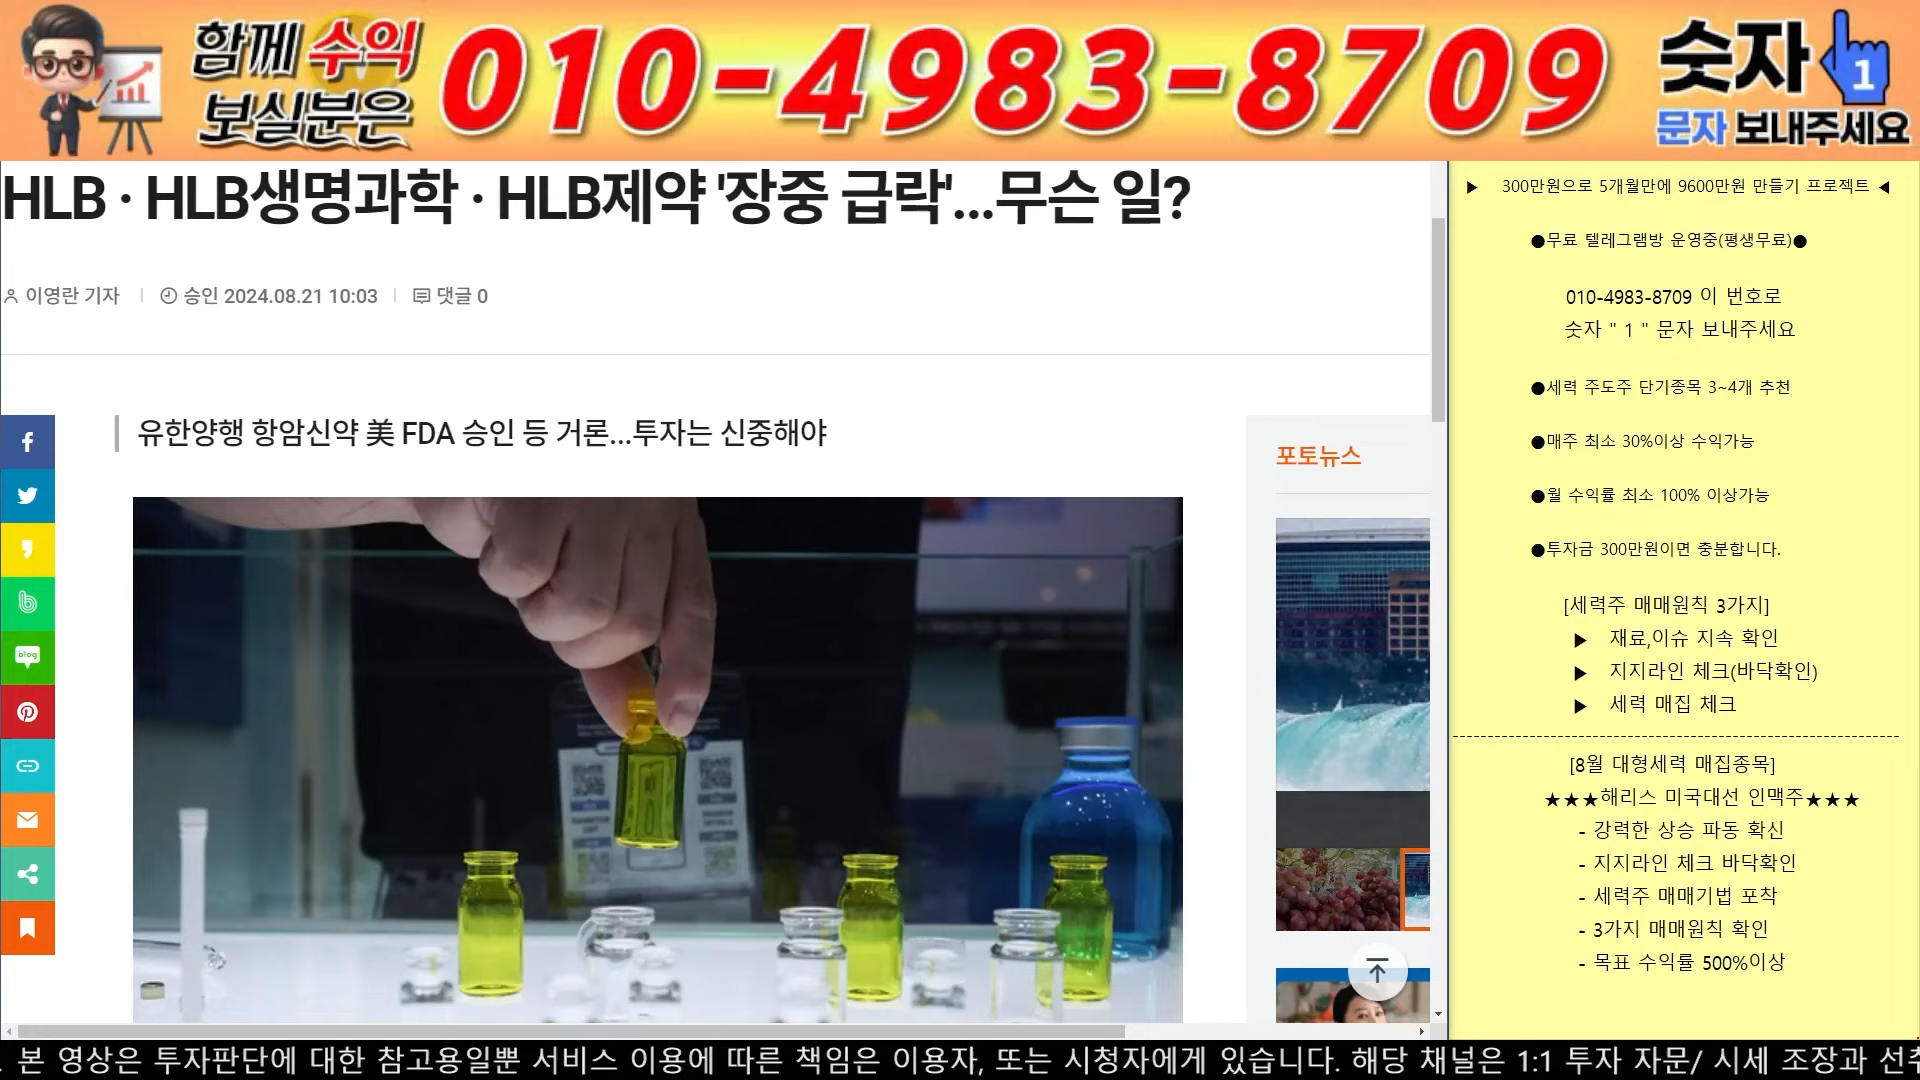 함께 수익
보실분은
010-4983-8709
숫자 1
문자 보내주세요
HLB · HLB생명과학 · HLB제약 '장중 급락'...무슨 일?
이영란 기자
승인 2024.08.21 10:03
댓글 0
유한양행 항암신약 美 FDA 승인 등 거론...투자는 신중해야
포토뉴스
blog
▶ 300만원으로 5개월만에 9600만원 만들기 프로젝트 ◀
●무료 텔레그램방 운영중(평생무료)●
010-4983-8709 이 번호로
숫자 " 1 " 문자 보내주세요
●세력 주도주 단기종목 3~4개 추천
●매주 최소 30%이상 수익가능
●월 수익률 최소 100% 이상가능
●투자금 300만원이면 충분합니다.
[세력주 매매원칙 3가지]
▶ 재료,이슈 지속 확인
▶ 지지라인 체크(바닥확인)
▶ 세력 매집 체크
[8월 대형세력 매집종목]
★★★해리스 미국대선 인맥주★★★
- 강력한 상승 파동 확신
- 지지라인 체크 바닥확인
- 세력주 매매기법 포착
- 3가지 매매원칙 확인
- 목표 수익률 500%이상
본 영상은 투자판단에 대한 참고용일뿐 서비스 이용에 따른 책임은 이용자, 또는 시청자에게 있습니다. 해당 채널은 1:1 투자 자문/ 시세 조장과